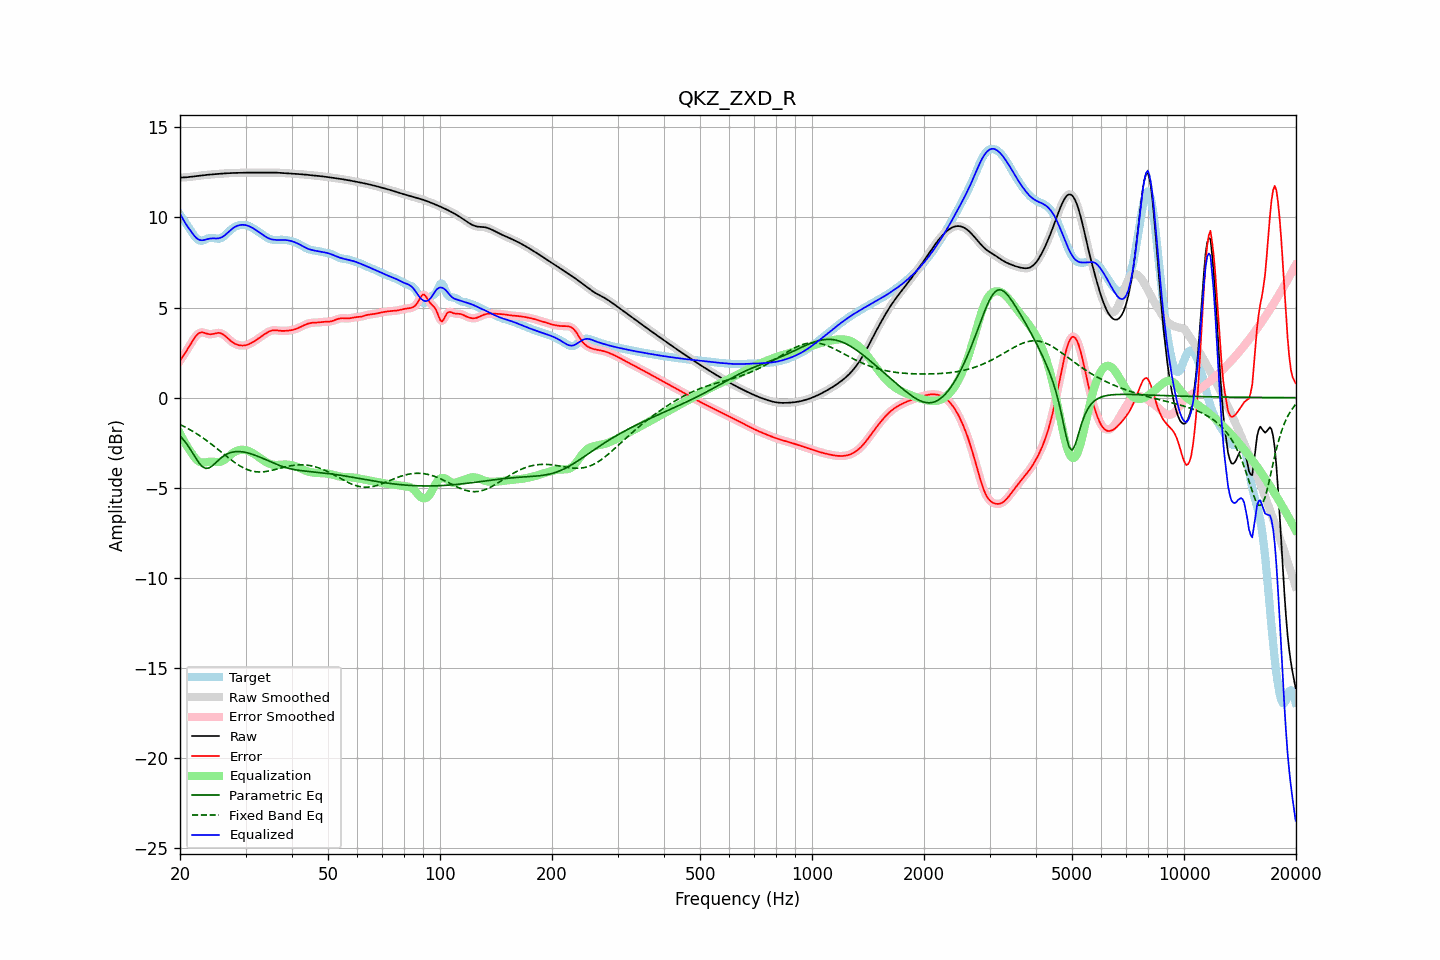 QKZ_ZXD_R
15
10
5
0
−5
−10
−15
−20
−25
Amplitude (dBr)
Target
Raw Smoothed
Error Smoothed
Raw
Error
Equalization
Parametric Eq
Fixed Band Eq
Equalized
20 50 100 200 500 1000 2000 5000 10000 20000
Frequency (Hz)